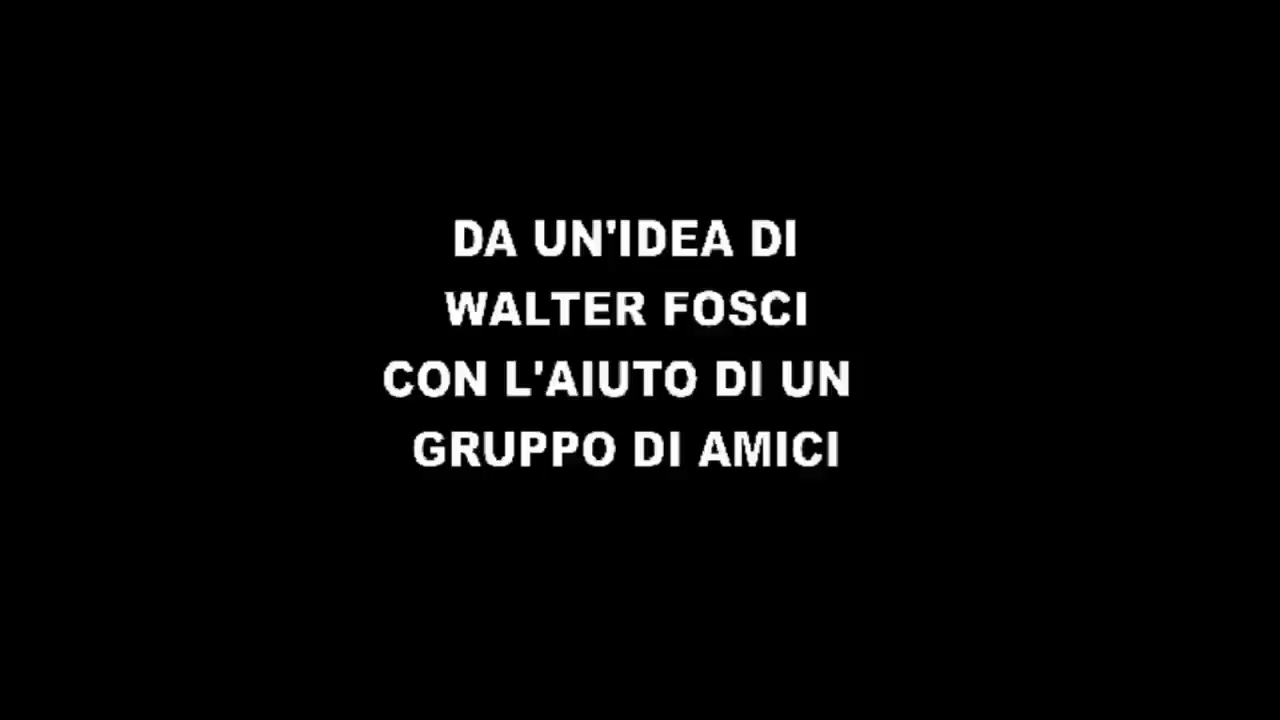 DA UN'IDEA DI
WALTER FOSCI
CON L'AIUTO DI UN
GRUPPO DI AMICI